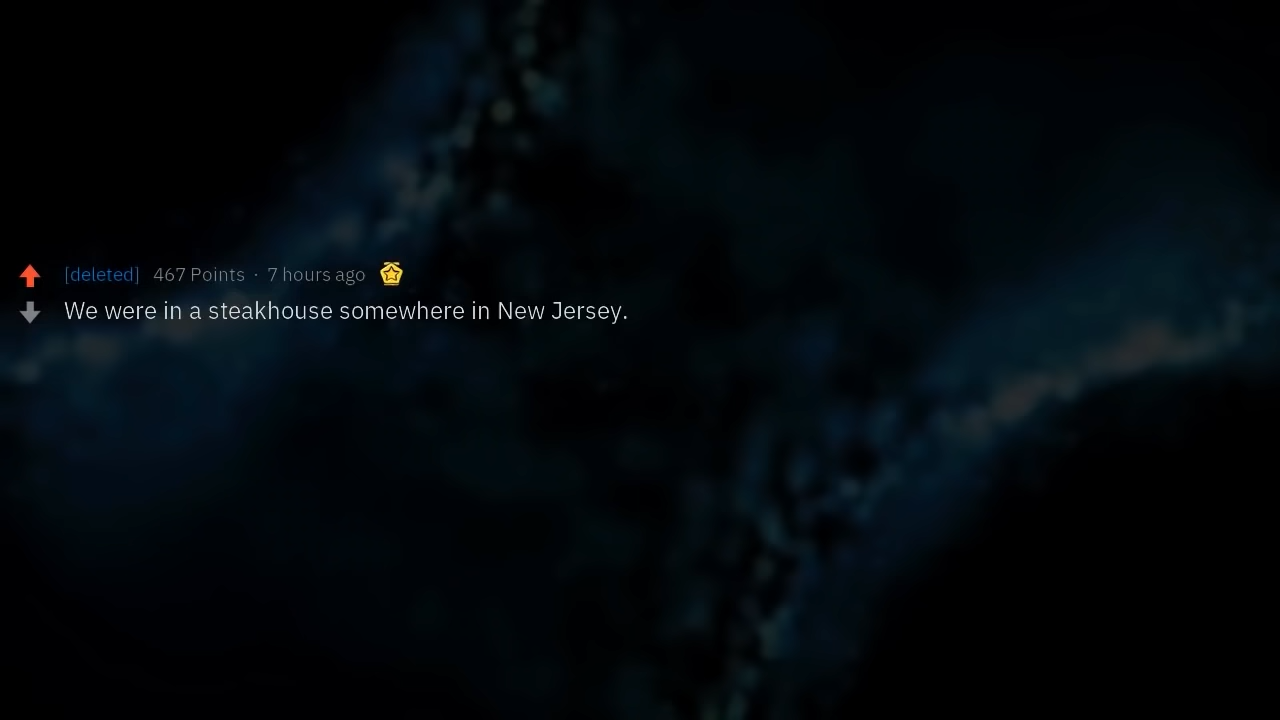 [deleted] 467 Points · 7 hours ago
We were in a steakhouse somewhere in New Jersey.